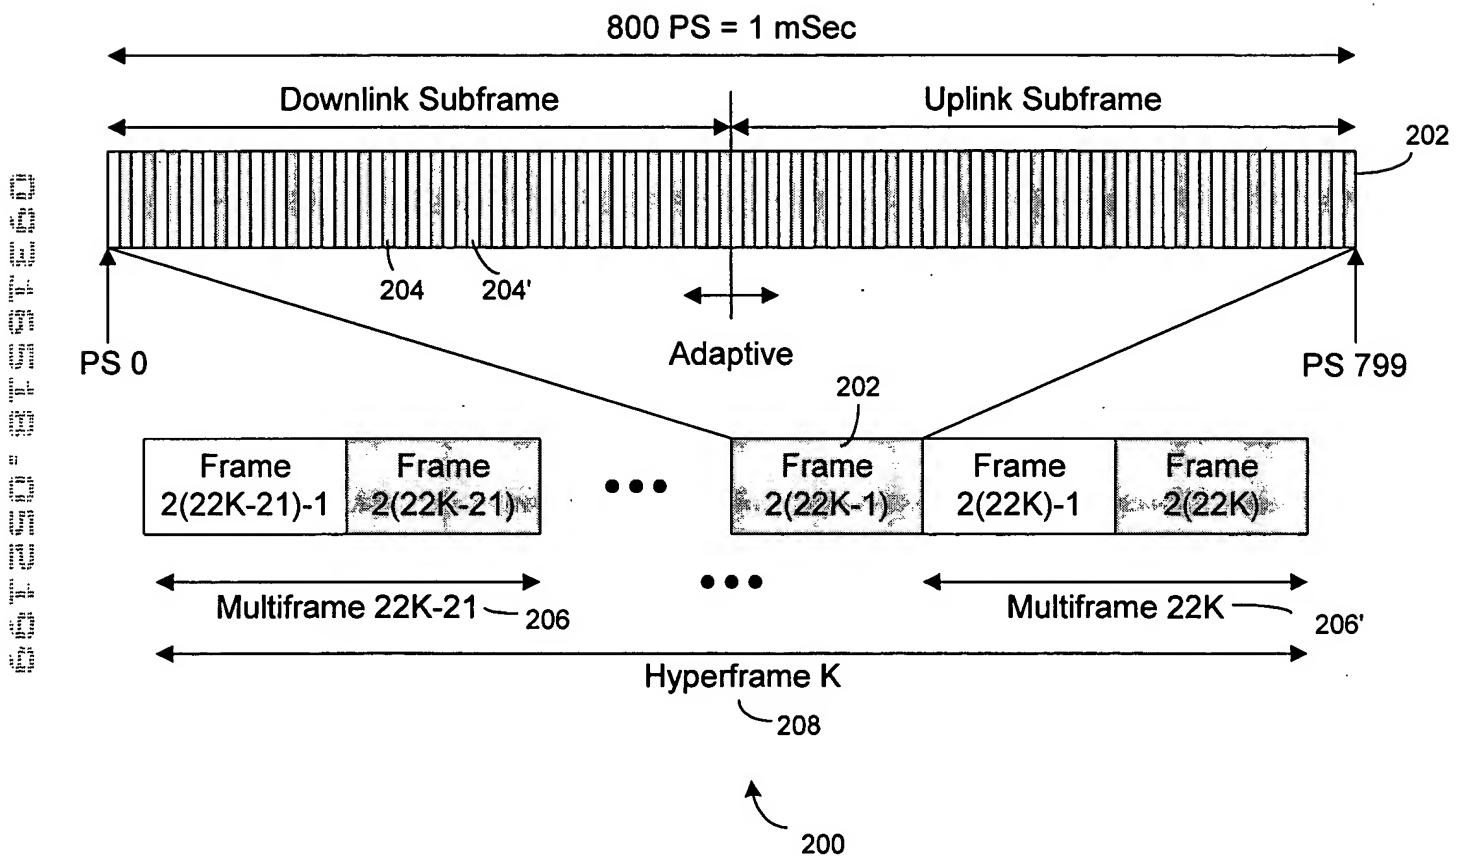 800 PS = 1 mSec
Downlink Subframe
Uplink Subframe
202
204
204'
PS 0
Adaptive
PS 799
202
Frame
2(22K-21)-1
Frame
2(22K-21)
•••
Frame
2(22K-1)
Frame
2(22K)-1
Frame
2(22K)
•••
Multiframe 22K-21
206
Multiframe 22K
206'
Hyperframe K
208
200
09316518.052199